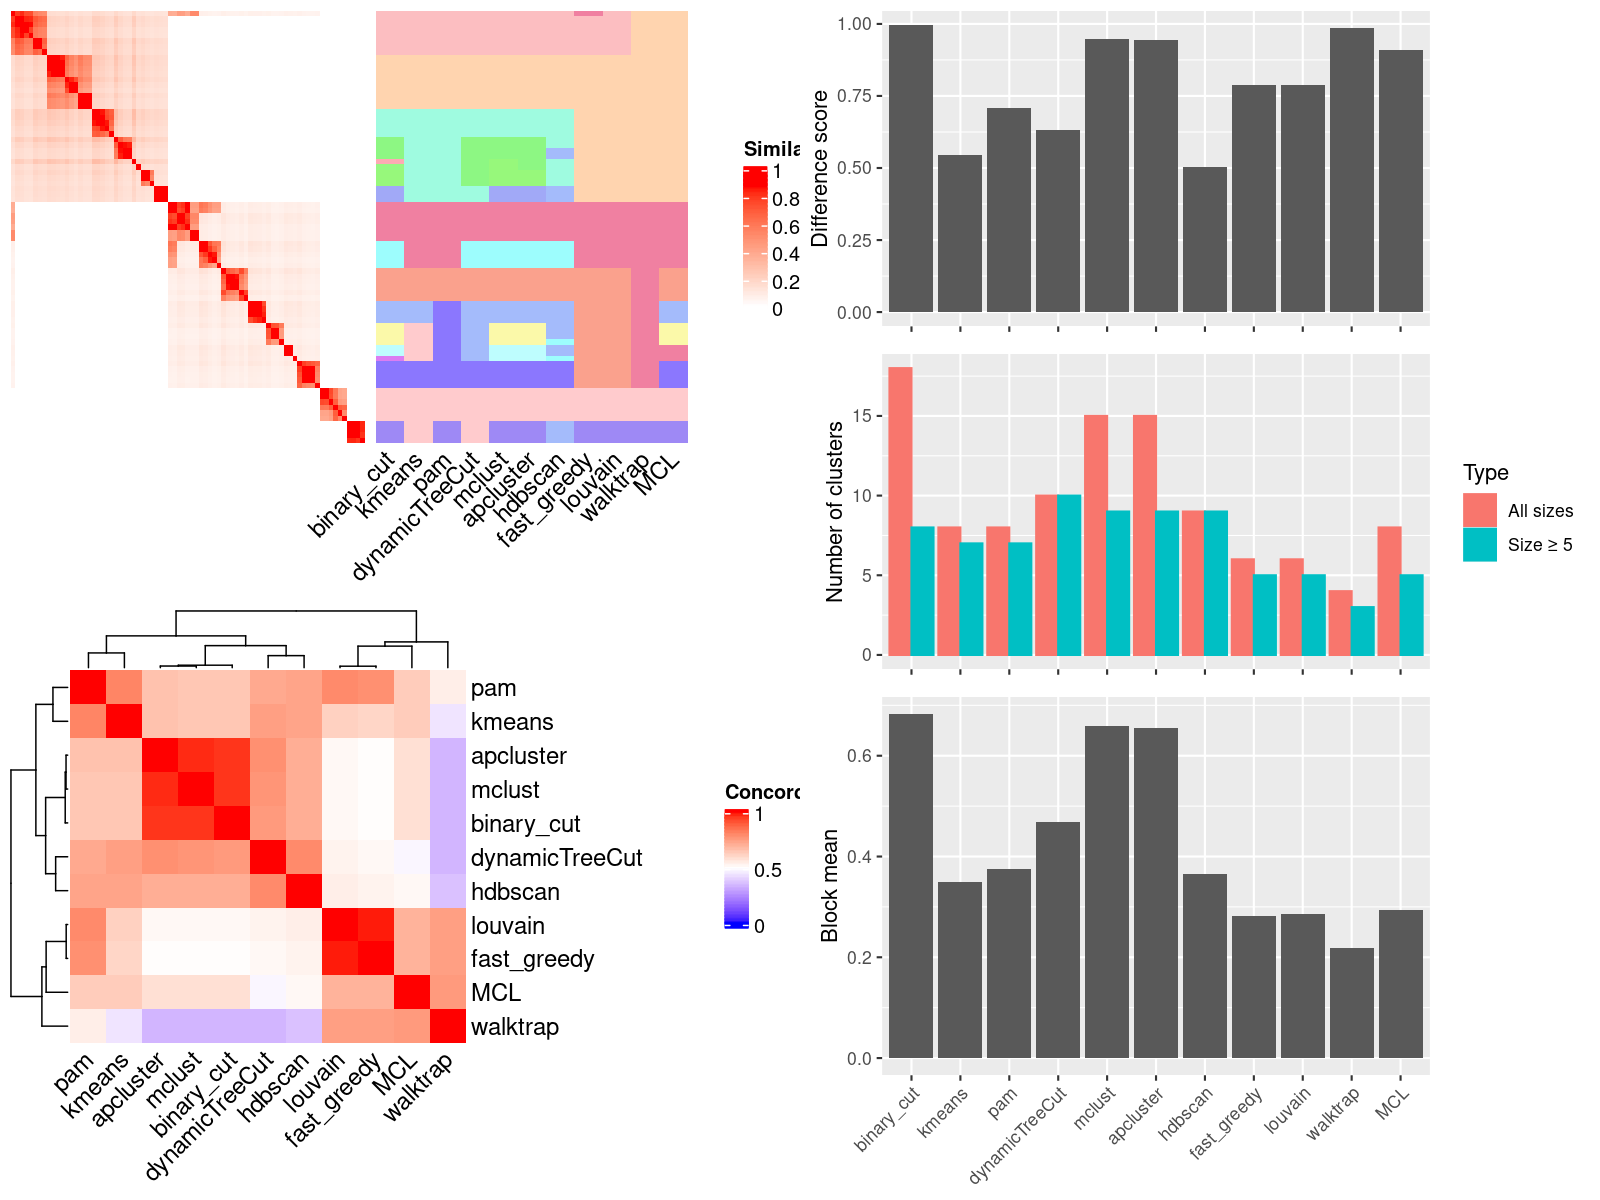 Simila
1
0.8
0.6
0.4
0.2
0
binary_cut
kmeans
pam
dynamicTreeCut
mclust
apcluster
hdbscan
fast_greedy
louvain
walktrap
MCL
pam
kmeans
apcluster
mclust
binary_cut
dynamicTreeCut
hdbscan
louvain
fast_greedy
MCL
walktrap
pam
kmeans
apcluster
mclust
binary_cut
dynamicTreeCut
hdbscan
louvain
fast_greedy
MCL
walktrap
Concord
1
0.5
0
Difference score
1.00
0.75
0.50
0.25
0.00
Number of clusters
15
10
5
0
Type
All sizes
Size ≥ 5
Block mean
0.6
0.4
0.2
0.0
binary_cut
kmeans
pam
dynamicTreeCut
mclust
apcluster
hdbscan
fast_greedy
louvain
walktrap
MCL